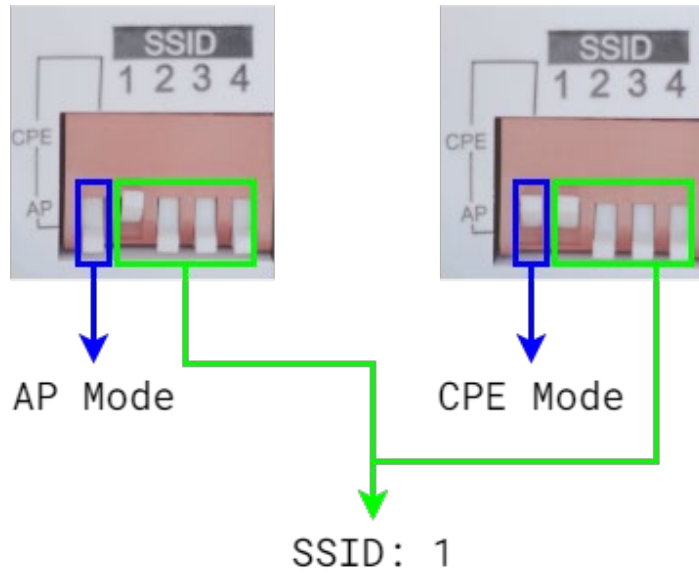 SSID
1 2 3 4
CPE
AP
SSID
1 2 3 4
CPE
AP
AP Mode
CPE Mode
SSID: 1